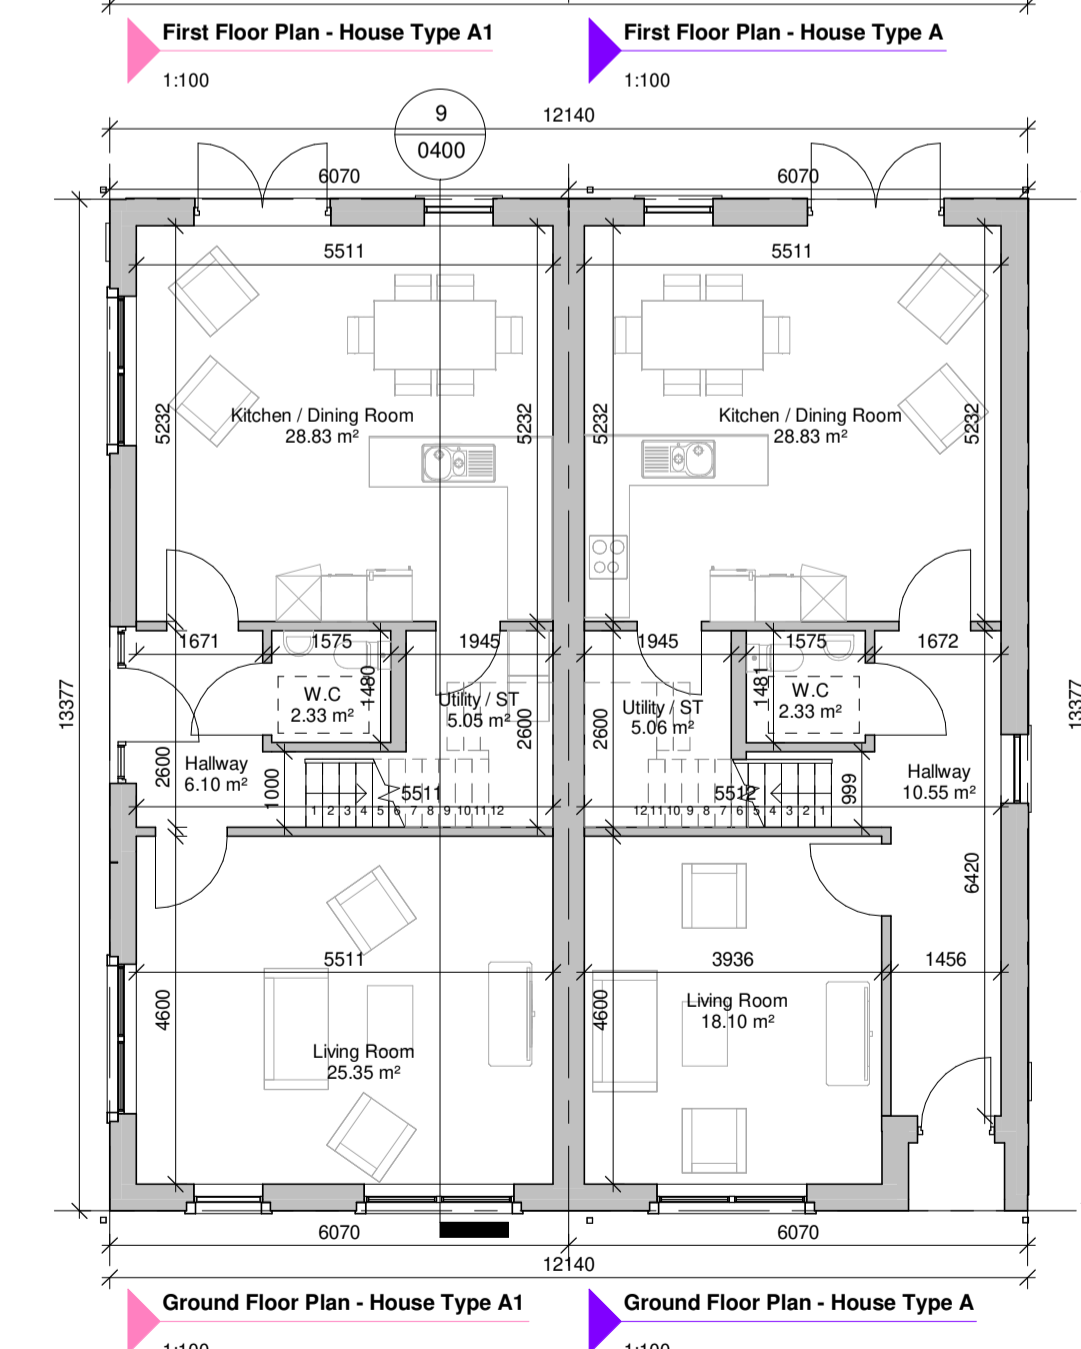 First Floor Plan - House Type A1
1:100
First Floor Plan - House Type A
1:100
9
0400
12140
6070
6070
5511
5511
5232
5232
5232
5232
Kitchen / Dining Room
28.83 m²
Kitchen / Dining Room
28.83 m²
1671
1575
1945
1945
1575
1672
1480
1481
W.C
2.33 m²
Utility / ST
5.05 m²
Utility / ST
5.06 m²
W.C
2.33 m²
13377
13377
2600
2600
2600
Hallway
6.10 m²
Hallway
10.55 m²
1000
999
5511
5512
1 2 3 4 5 6 7 8 9 10 11 12
12 11 10 9 8 7 6 5 4 3 2 1
6420
5511
3936
1456
4600
4600
Living Room
25.35 m²
Living Room
18.10 m²
6070
6070
12140
Ground Floor Plan - House Type A1
1:100
Ground Floor Plan - House Type A
1:100